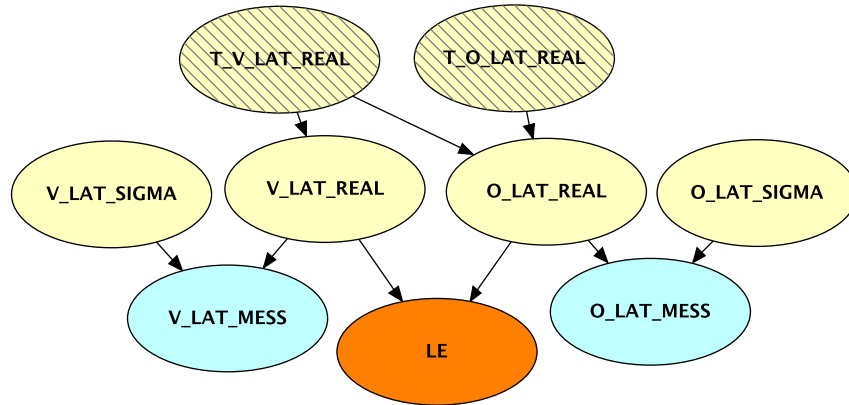 T_V_LAT_REAL
T_O_LAT_REAL
V_LAT_SIGMA
V_LAT_REAL
O_LAT_REAL
O_LAT_SIGMA
V_LAT_MESS
LE
O_LAT_MESS